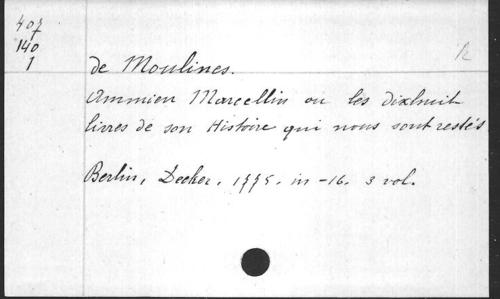 407
140
1
R
de Moulines.
Ammien Marcellin ou les dixhuit
livres de son Histoire qui nous sont restés
Berlin, Decker, 1775. in -16. 3 vol.